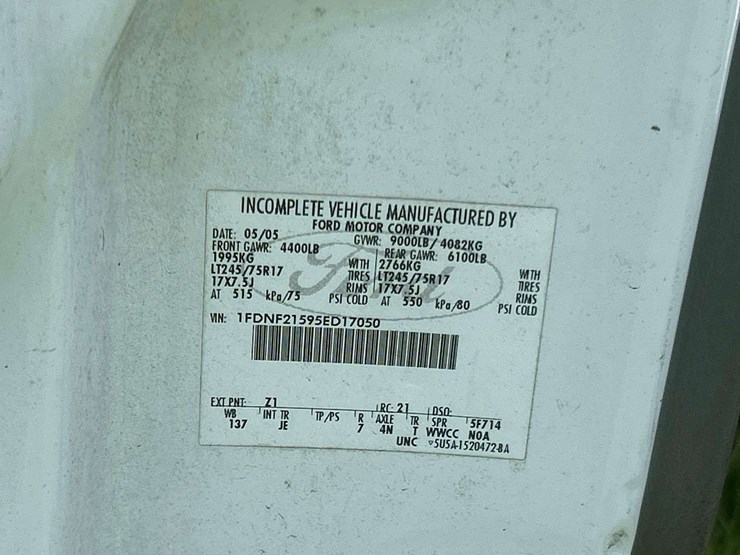 INCOMPLETE VEHICLE MANUFACTURED BY
FORD MOTOR COMPANY
DATE: 05/05 GVWR: 9000LB/4082KG
FRONT GAWR: 4400LB REAR GAWR: 6100LB
1995KG WITH 2766KG WITH
LT245/75R17 TIRES LT245/75R17 TIRES
17X7.5J RIMS 17X7.5J RIMS
AT 515 kPa/75 PSI COLD AT 550 kPa/80 PSI COLD
Ford
VIN: 1FDNF21595ED17050
EXT PNT: Z1 RC: 21 DSO:
WB INT TR TP/PS R AXLE TR SPR 5F714
137 JE 7 4N T WWCC NOA
UNC 5U5A-1520472-BA